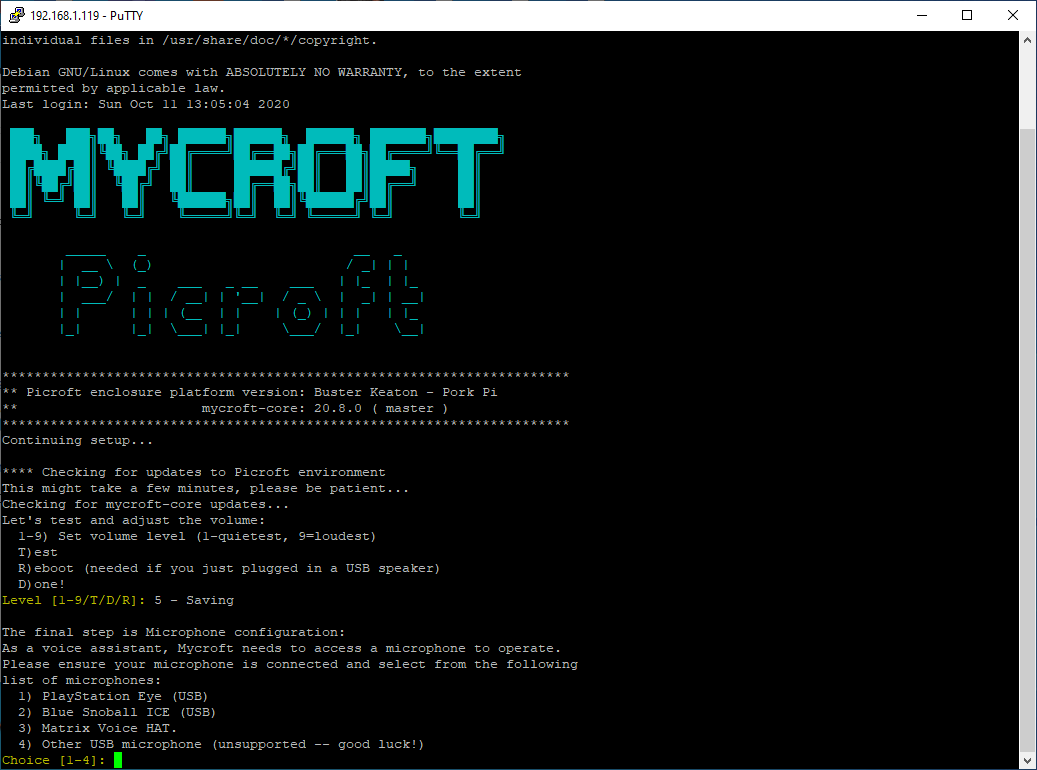 192.168.1.119 - PuTTY
individual files in /usr/share/doc/*/copyright.
Debian GNU/Linux comes with ABSOLUTELY NO WARRANTY, to the extent
permitted by applicable law.
Last login: Sun Oct 11 13:05:04 2020
MYCROFT
Picroft
***********************************************************************
** Picroft enclosure platform version: Buster Keaton - Pork Pi
**                       mycroft-core: 20.8.0 ( master )
***********************************************************************
Continuing setup...
**** Checking for updates to Picroft environment
This might take a few minutes, please be patient...
Checking for mycroft-core updates...
Let's test and adjust the volume:
  1-9) Set volume level (1-quietest, 9=loudest)
  T)est
  R)eboot (needed if you just plugged in a USB speaker)
  D)one!
Level [1-9/T/D/R]: 5 - Saving
The final step is Microphone configuration:
As a voice assistant, Mycroft needs to access a microphone to operate.
Please ensure your microphone is connected and select from the following
list of microphones:
  1) PlayStation Eye (USB)
  2) Blue Snoball ICE (USB)
  3) Matrix Voice HAT.
  4) Other USB microphone (unsupported -- good luck!)
Choice [1-4]: